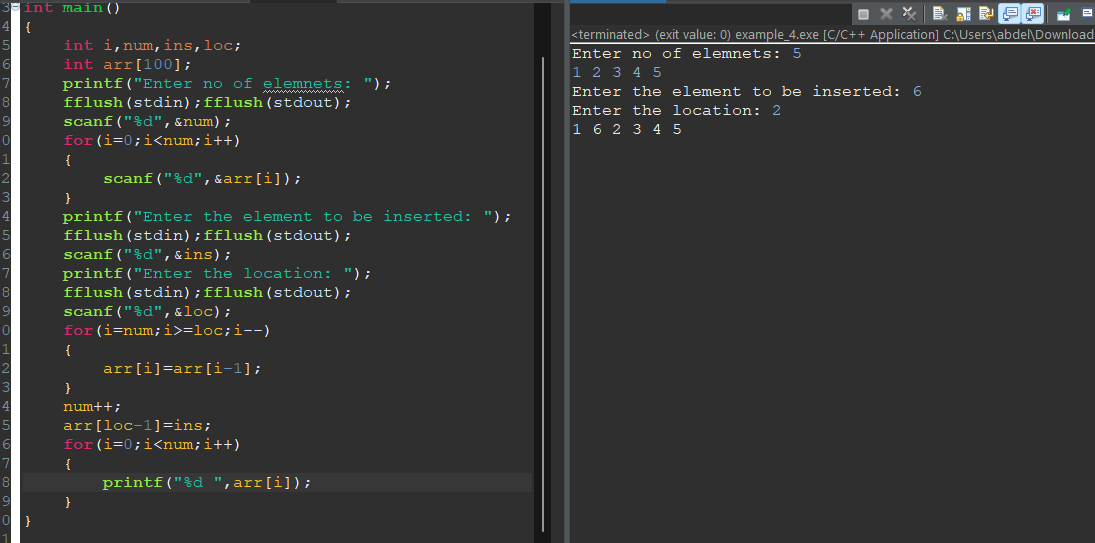 3 int main()
4 {
5     int i,num,ins,loc;
6     int arr[100];
7     printf("Enter no of elemnets: ");
8     fflush(stdin);fflush(stdout);
9     scanf("%d",&num);
0     for(i=0;i<num;i++)
1     {
2         scanf("%d",&arr[i]);
3     }
4     printf("Enter the element to be inserted: ");
5     fflush(stdin);fflush(stdout);
6     scanf("%d",&ins);
7     printf("Enter the location: ");
8     fflush(stdin);fflush(stdout);
9     scanf("%d",&loc);
0     for(i=num;i>=loc;i--)
1     {
2         arr[i]=arr[i-1];
3     }
4     num++;
5     arr[loc-1]=ins;
6     for(i=0;i<num;i++)
7     {
8         printf("%d ",arr[i]);
9     }
0 }
1
<terminated> (exit value: 0) example_4.exe [C/C++ Application] C:\Users\abdel\Download
Enter no of elemnets: 5
1 2 3 4 5
Enter the element to be inserted: 6
Enter the location: 2
1 6 2 3 4 5